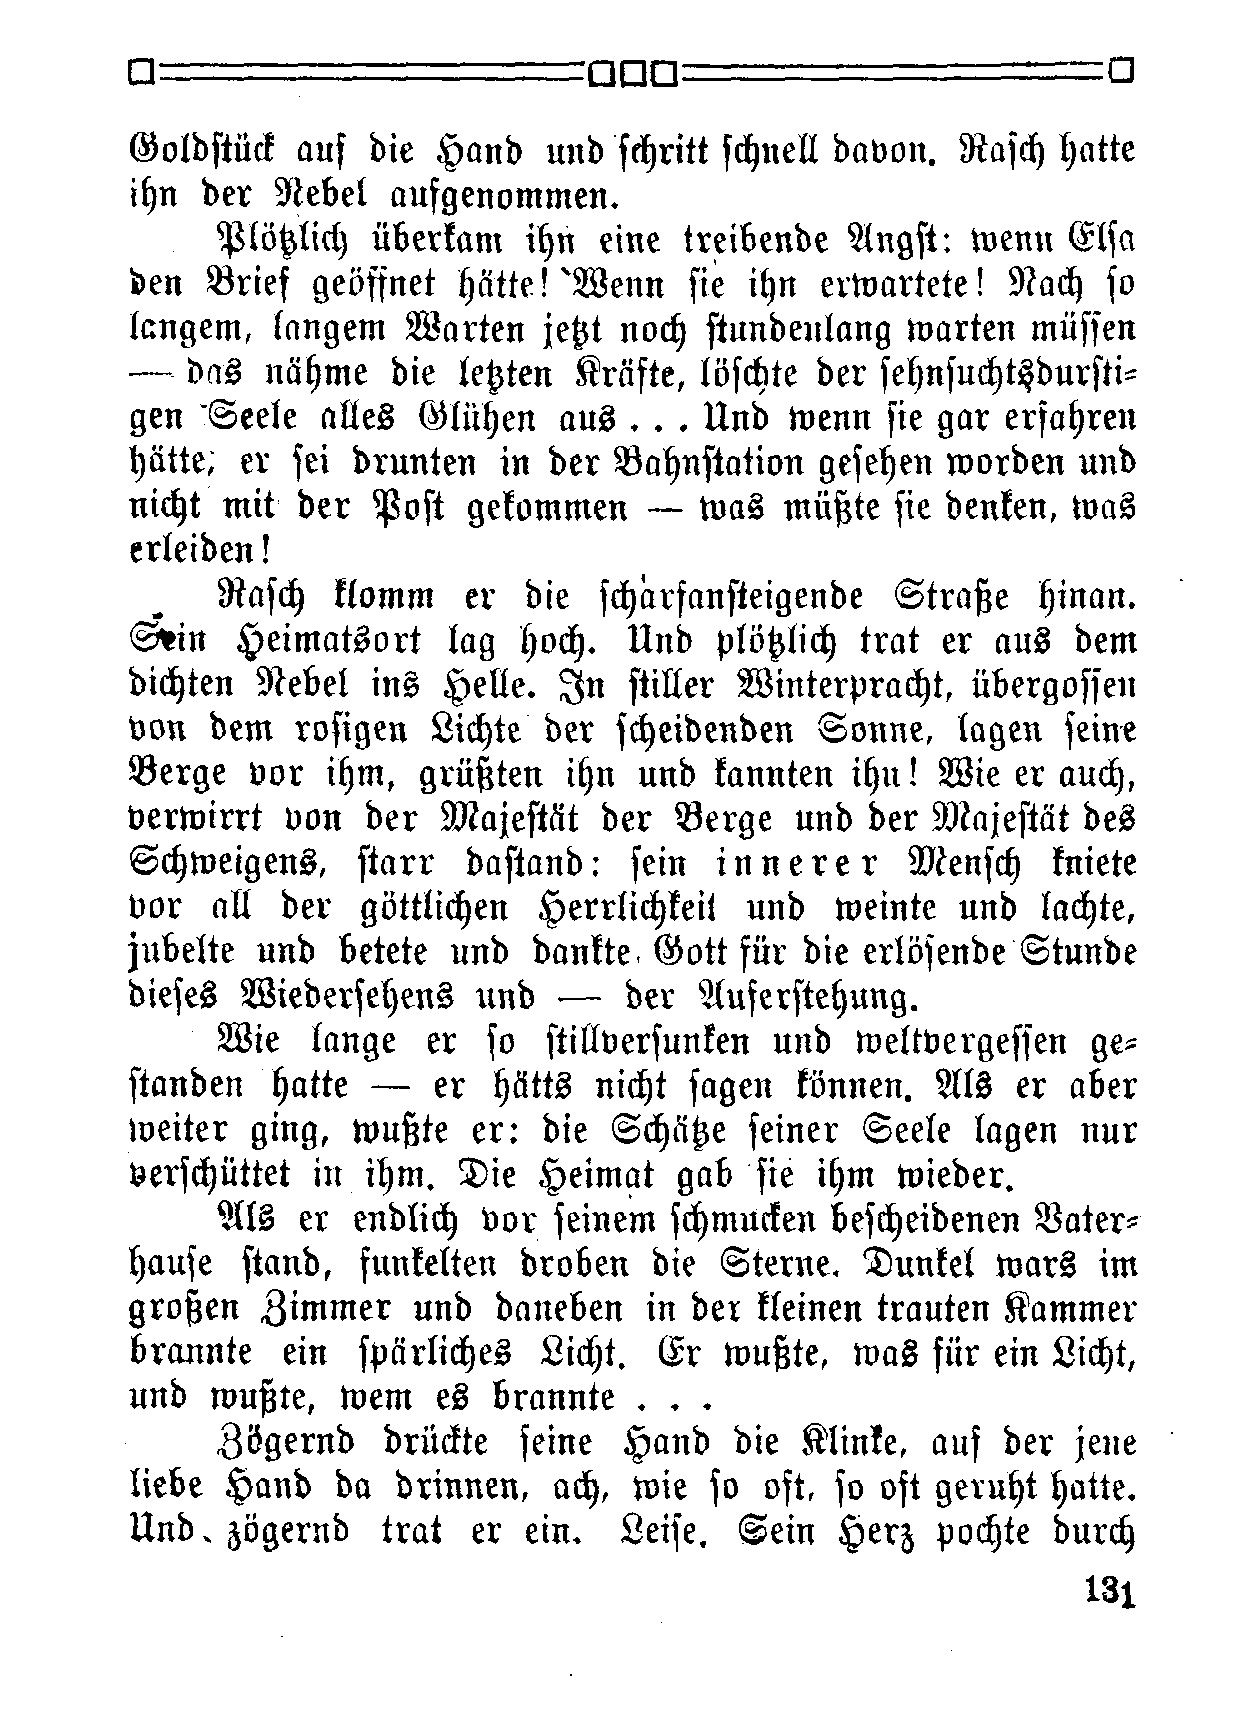 Goldstück auf die Hand und schritt schnell davon. Rasch hatte
ihn der Nebel aufgenommen.
Plötzlich überkam ihn eine treibende Angst: wenn Elsa
den Brief geöffnet hätte! Wenn sie ihn erwartete! Nach so
langem, langem Warten jetzt noch stundenlang warten müssen
— das nähme die letzten Kräfte, löschte der sehnsuchtsdursti-
gen Seele alles Glühen aus . . . Und wenn sie gar erfahren
hätte, er sei drunten in der Bahnstation gesehen worden und
nicht mit der Post gekommen — was müßte sie denken, was
erleiden!
Rasch klomm er die scharfansteigende Straße hinan.
Sein Heimatsort lag hoch. Und plötzlich trat er aus dem
dichten Nebel ins Helle. In stiller Winterpracht, übergossen
von dem rosigen Lichte der scheidenden Sonne, lagen seine
Berge vor ihm, grüßten ihn und kannten ihn! Wie er auch,
verwirrt von der Majestät der Berge und der Majestät des
Schweigens, starr dastand: sein innerer Mensch kniete
vor all der göttlichen Herrlichkeit und weinte und lachte,
jubelte und betete und dankte Gott für die erlösende Stunde
dieses Wiedersehens und — der Auferstehung.
Wie lange er so stillversunken und weltvergessen ge-
standen hatte — er hätts nicht sagen können. Als er aber
weiter ging, wußte er: die Schätze seiner Seele lagen nur
verschüttet in ihm. Die Heimat gab sie ihm wieder.
Als er endlich vor seinem schmucken bescheidenen Vater-
hause stand, funkelten droben die Sterne. Dunkel wars im
großen Zimmer und daneben in der kleinen trauten Kammer
brannte ein spärliches Licht. Er wußte, was für ein Licht,
und wußte, wem es brannte . . .
Zögernd drückte seine Hand die Klinke, auf der jene
liebe Hand da drinnen, ach, wie so oft, so oft geruht hatte.
Und zögernd trat er ein. Leise. Sein Herz pochte durch
131